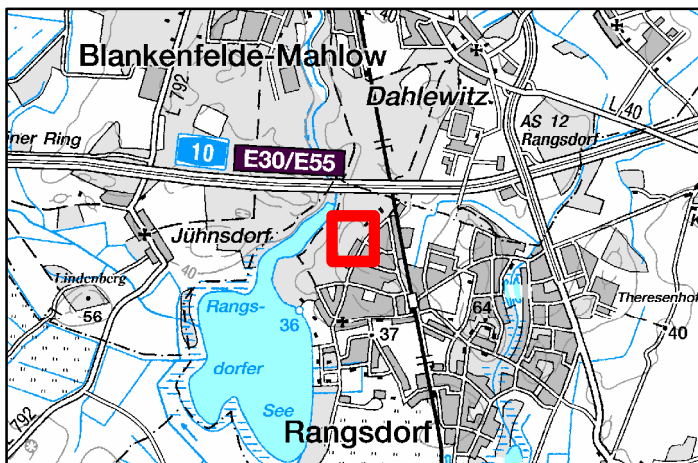 Blankenfelde-Mahlow
L 792
Dahlewitz
L 40
AS 12
Rangsdorf
ner Ring
10
E30/E55
Jühnsdorf
40
Lindenberg
56
Rangs-
36
64
Theresenhof
37
40
dorfer
See
L 792
Rangsdorf